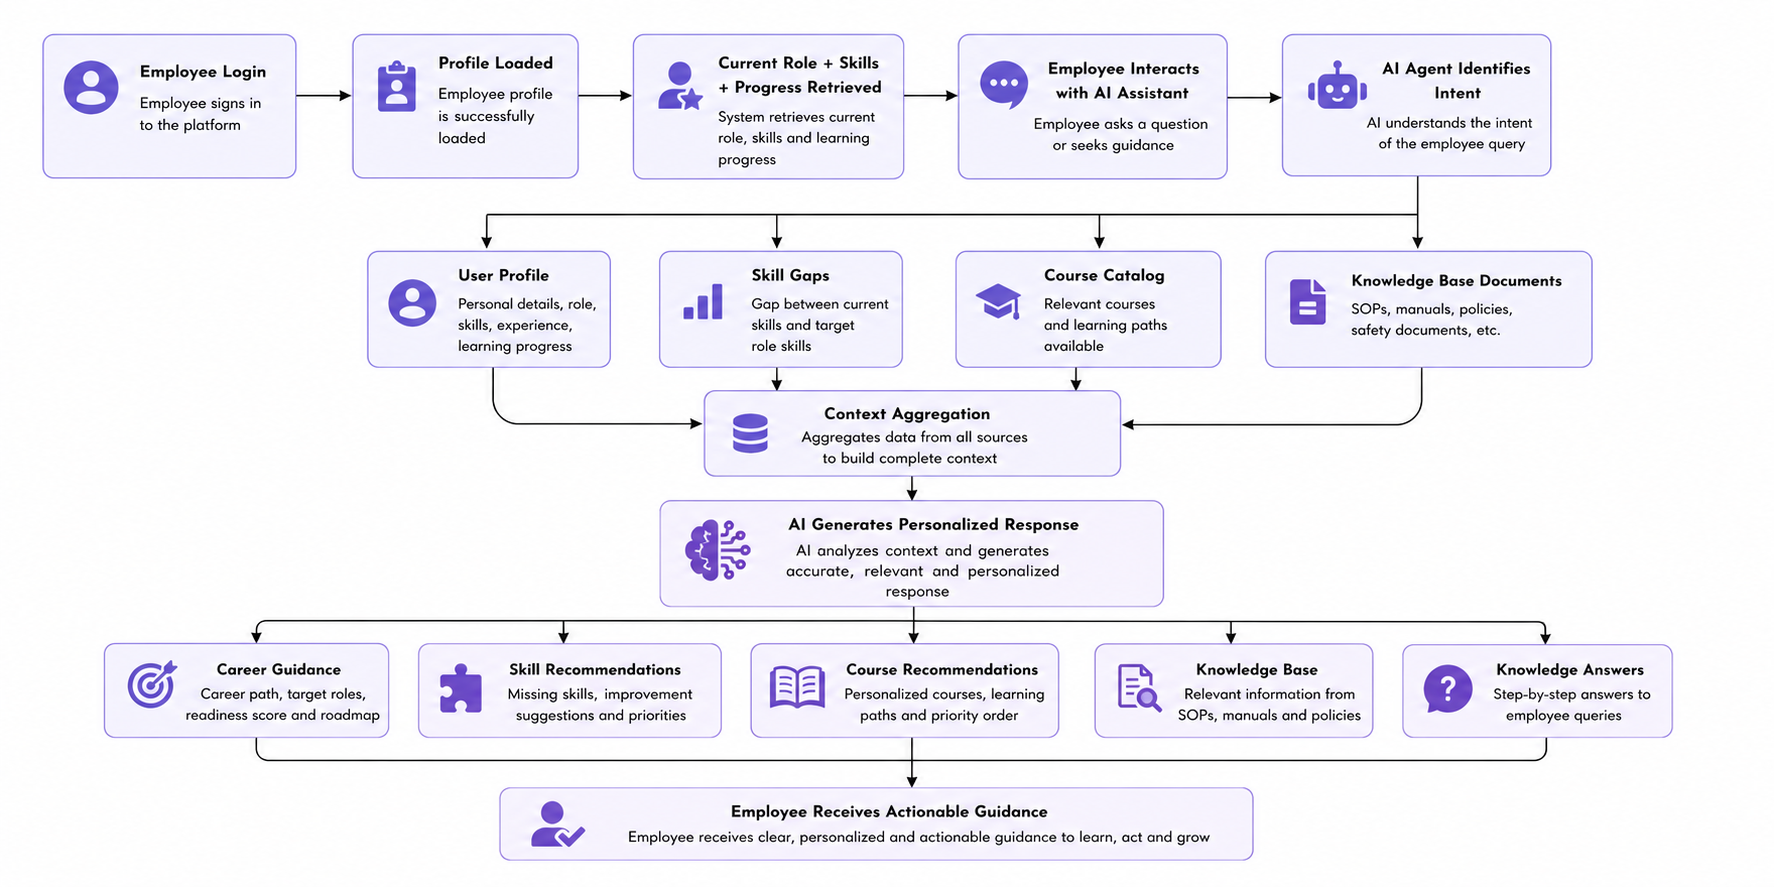 Employee Login
Employee signs in
to the platform
Profile Loaded
Employee profile
is successfully
loaded
Current Role + Skills
+ Progress Retrieved
System retrieves current
role, skills and learning
progress
Employee Interacts
with AI Assistant
Employee asks a question
or seeks guidance
AI Agent Identifies
Intent
AI understands the intent
of the employee query
User Profile
Personal details, role,
skills, experience,
learning progress
Skill Gaps
Gap between current
skills and target
role skills
Course Catalog
Relevant courses
and learning paths
available
Knowledge Base Documents
SOPs, manuals, policies,
safety documents, etc.
Context Aggregation
Aggregates data from all sources
to build complete context
AI Generates Personalized Response
AI analyzes context and generates
accurate, relevant and personalized
response
Career Guidance
Career path, target roles,
readiness score and roadmap
Skill Recommendations
Missing skills, improvement
suggestions and priorities
Course Recommendations
Personalized courses, learning
paths and priority order
Knowledge Base
Relevant information from
SOPs, manuals and policies
?
Knowledge Answers
Step-by-step answers to
employee queries
Employee Receives Actionable Guidance
Employee receives clear, personalized and actionable guidance to learn, act and grow